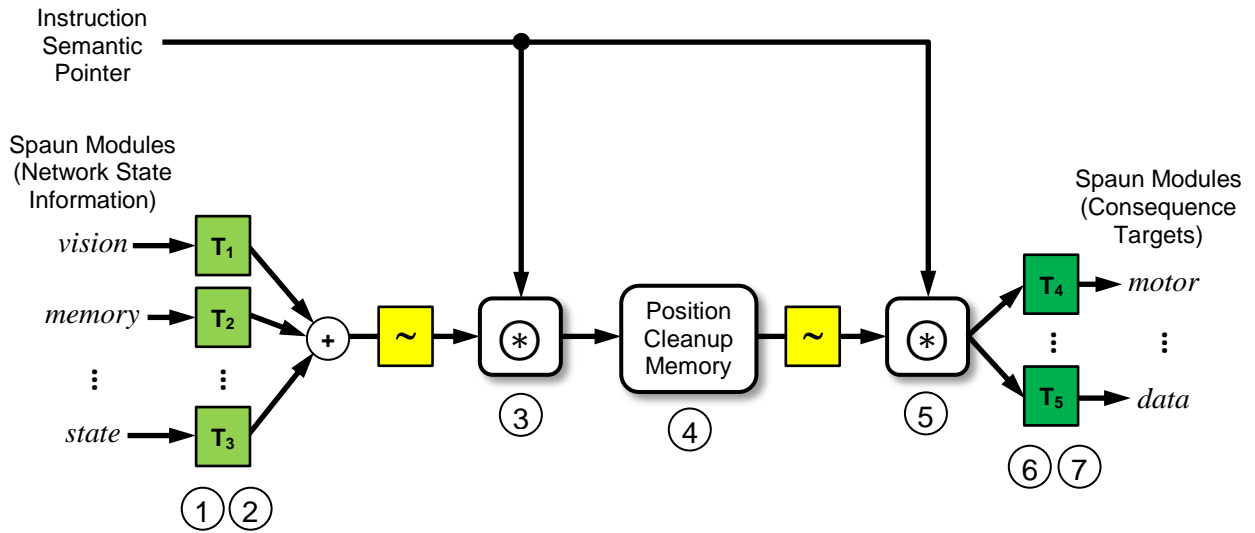 Instruction
Semantic
Pointer
Spaun Modules
(Network State
Information)
vision
memory
⋮
state
T₁
T₂
⋮
T₃
+
~
⊛
Position
Cleanup
Memory
~
⊛
T₄
⋮
T₅
Spaun Modules
(Consequence
Targets)
motor
⋮
data
1 2
3
4
5
6 7